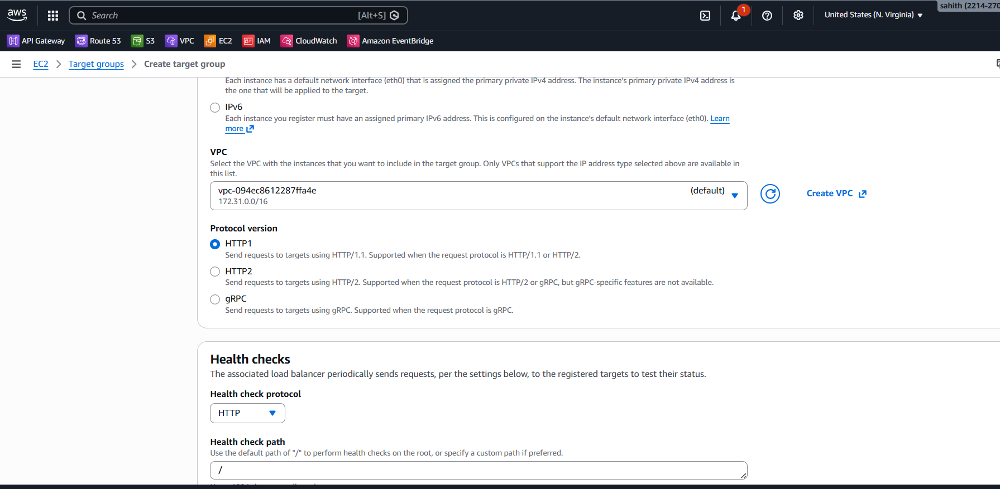 sahith (2214-270
aws
Search
[Alt+S]
1
United States (N. Virginia)
API Gateway
Route 53
S3
VPC
EC2
IAM
CloudWatch
Amazon EventBridge
EC2 > Target groups > Create target group
Each instance has a default network interface (eth0) that is assigned the primary private IPv4 address. The instance's primary private IPv4 address is
the one that will be applied to the target.
IPv6
Each instance you register must have an assigned primary IPv6 address. This is configured on the instance's default network interface (eth0). Learn
more
VPC
Select the VPC with the instances that you want to include in the target group. Only VPCs that support the IP address type selected above are available in
this list.
vpc-094ec8612287ffa4e (default)
172.31.0.0/16
Create VPC
Protocol version
HTTP1
Send requests to targets using HTTP/1.1. Supported when the request protocol is HTTP/1.1 or HTTP/2.
HTTP2
Send requests to targets using HTTP/2. Supported when the request protocol is HTTP/2 or gRPC, but gRPC-specific features are not available.
gRPC
Send requests to targets using gRPC. Supported when the request protocol is gRPC.
Health checks
The associated load balancer periodically sends requests, per the settings below, to the registered targets to test their status.
Health check protocol
HTTP
Health check path
Use the default path of "/" to perform health checks on the root, or specify a custom path if preferred.
/